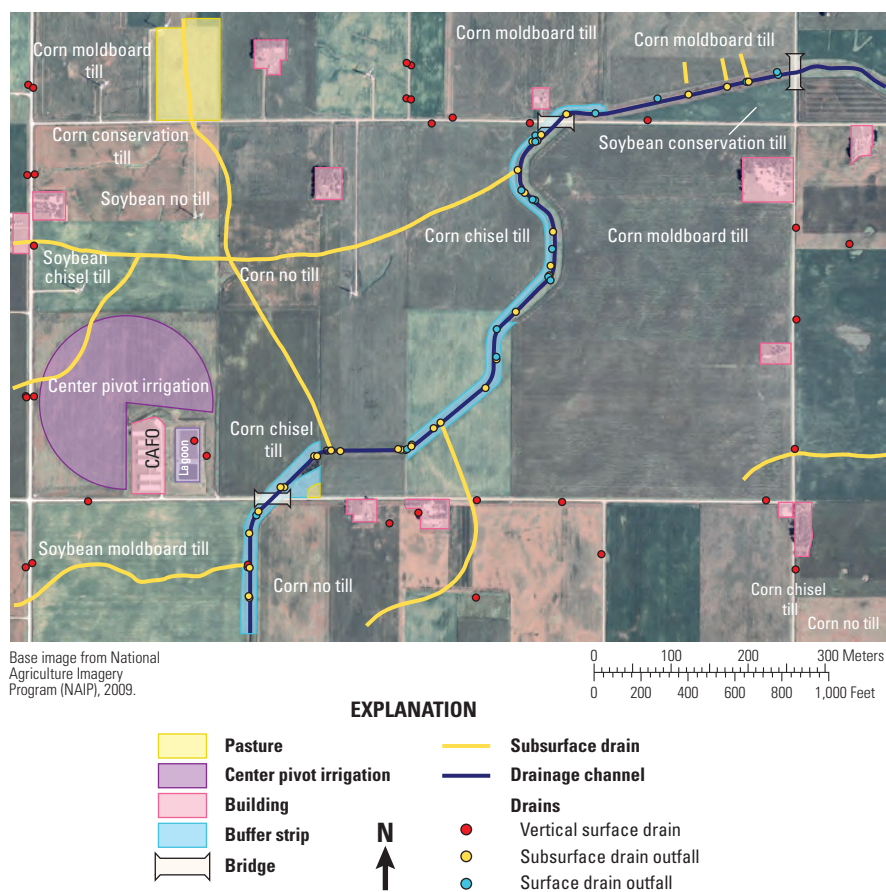 Corn moldboard
till
Corn moldboard till
Corn moldboard till
Corn conservation
till
Soybean conservation till
Soybean no till
Corn chisel till
Corn moldboard till
Soybean
chisel till
Corn no till
Center pivot irrigation
Corn chisel
till
CAFO
Lagoon
Soybean moldboard till
Corn no till
Corn chisel
till
Corn no till
Base image from National
Agriculture Imagery
Program (NAIP), 2009.
0 100 200 300 Meters
0 200 400 600 800 1,000 Feet
EXPLANATION
Pasture
Center pivot irrigation
Building
Buffer strip
Bridge
N
Subsurface drain
Drainage channel
Drains
Vertical surface drain
Subsurface drain outfall
Surface drain outfall